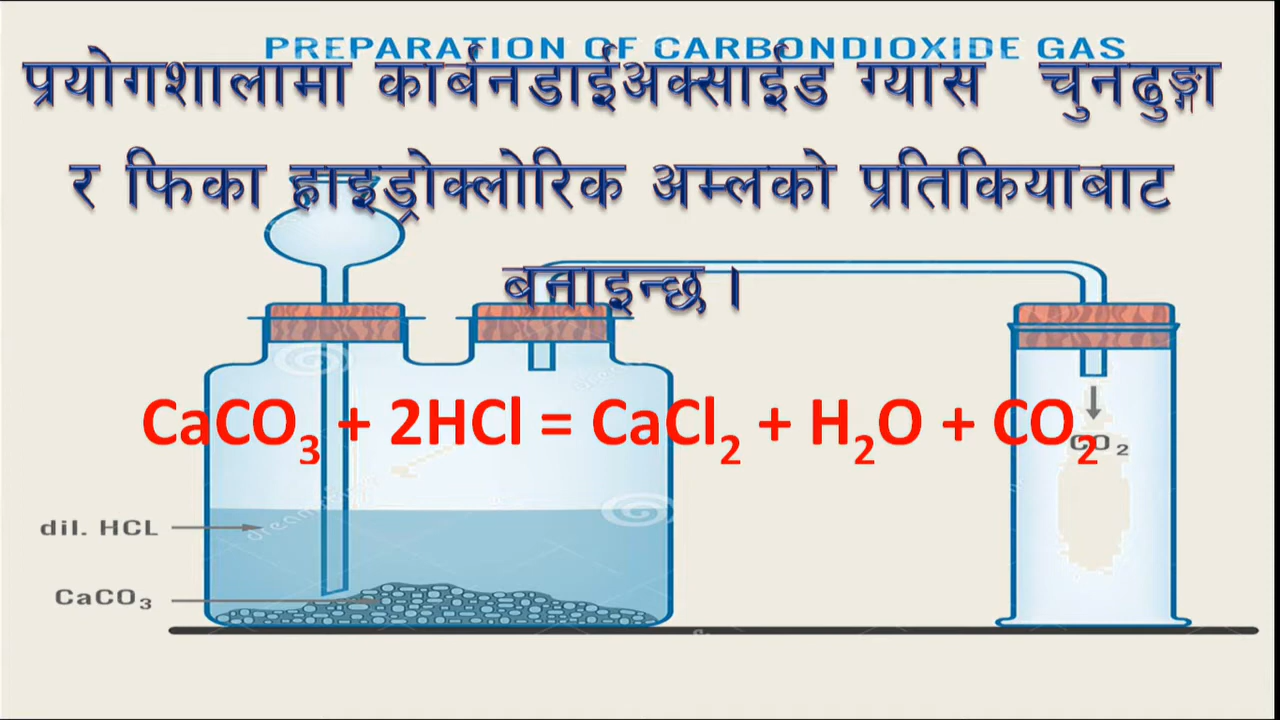 PREPARATION OF CARBONDIOXIDE GAS
प्रयोगशालामा कार्बनडाईअक्साईड ग्यास चुनढुङ्गा
र फिका हाइड्रोक्लोरिक अम्लको प्रतिकियाबाट
बनाइन्छ ।
CaCO₃ + 2HCl = CaCl₂ + H₂O + CO₂
CO₂
dil. HCL
CaCO₃